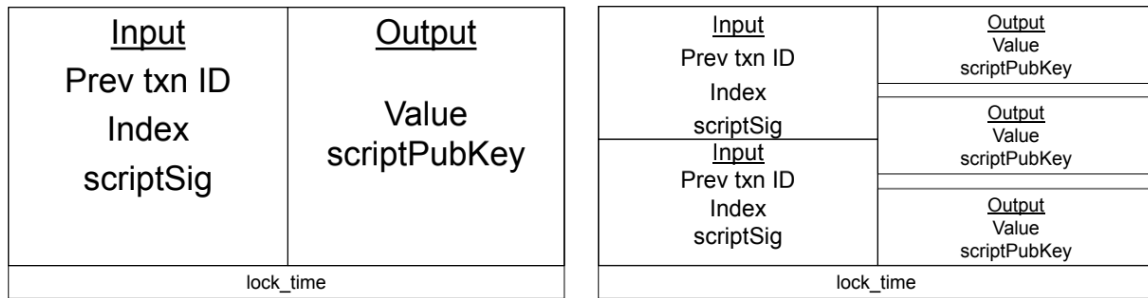 Input
Prev txn ID
Index
scriptSig
Output
Value
scriptPubKey
lock_time
Input
Prev txn ID
Index
scriptSig
Input
Prev txn ID
Index
scriptSig
Output
Value
scriptPubKey
Output
Value
scriptPubKey
Output
Value
scriptPubKey
lock_time